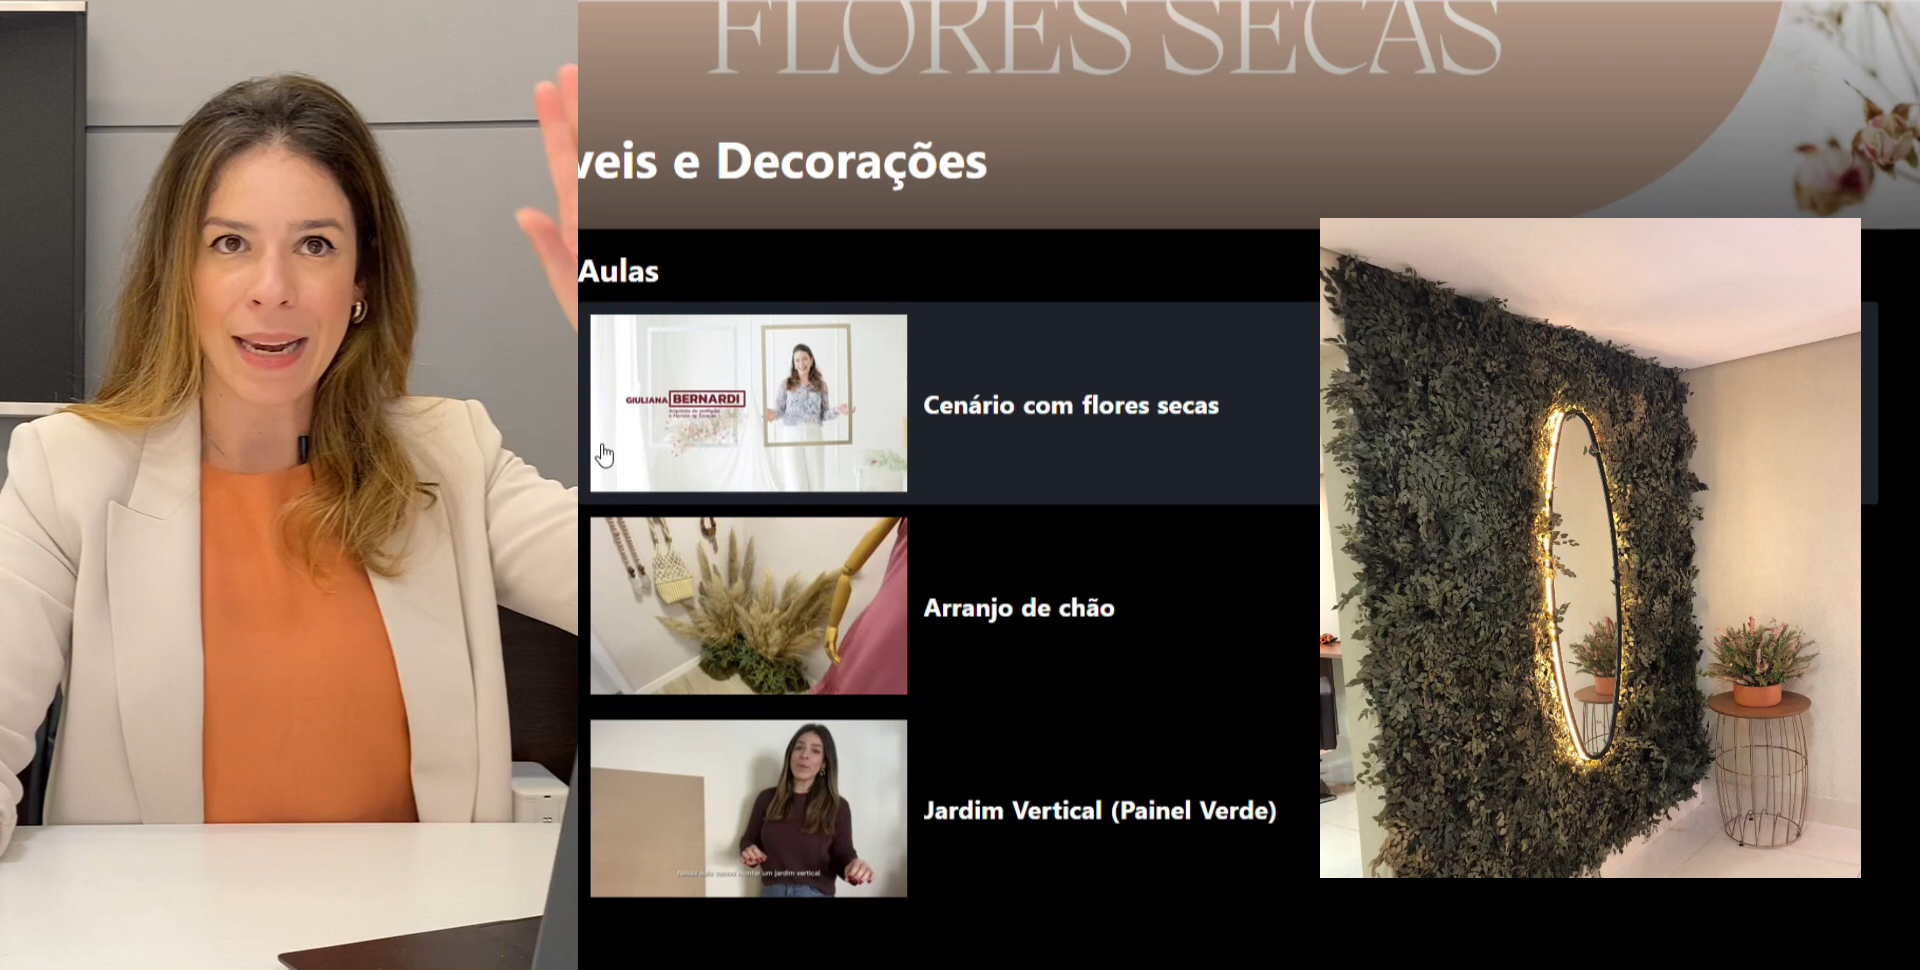 FLORES SECAS
veis e Decorações
Aulas
GIULIANA BERNARDI
Cenário com flores secas
Arranjo de chão
Jardim Vertical (Painel Verde)